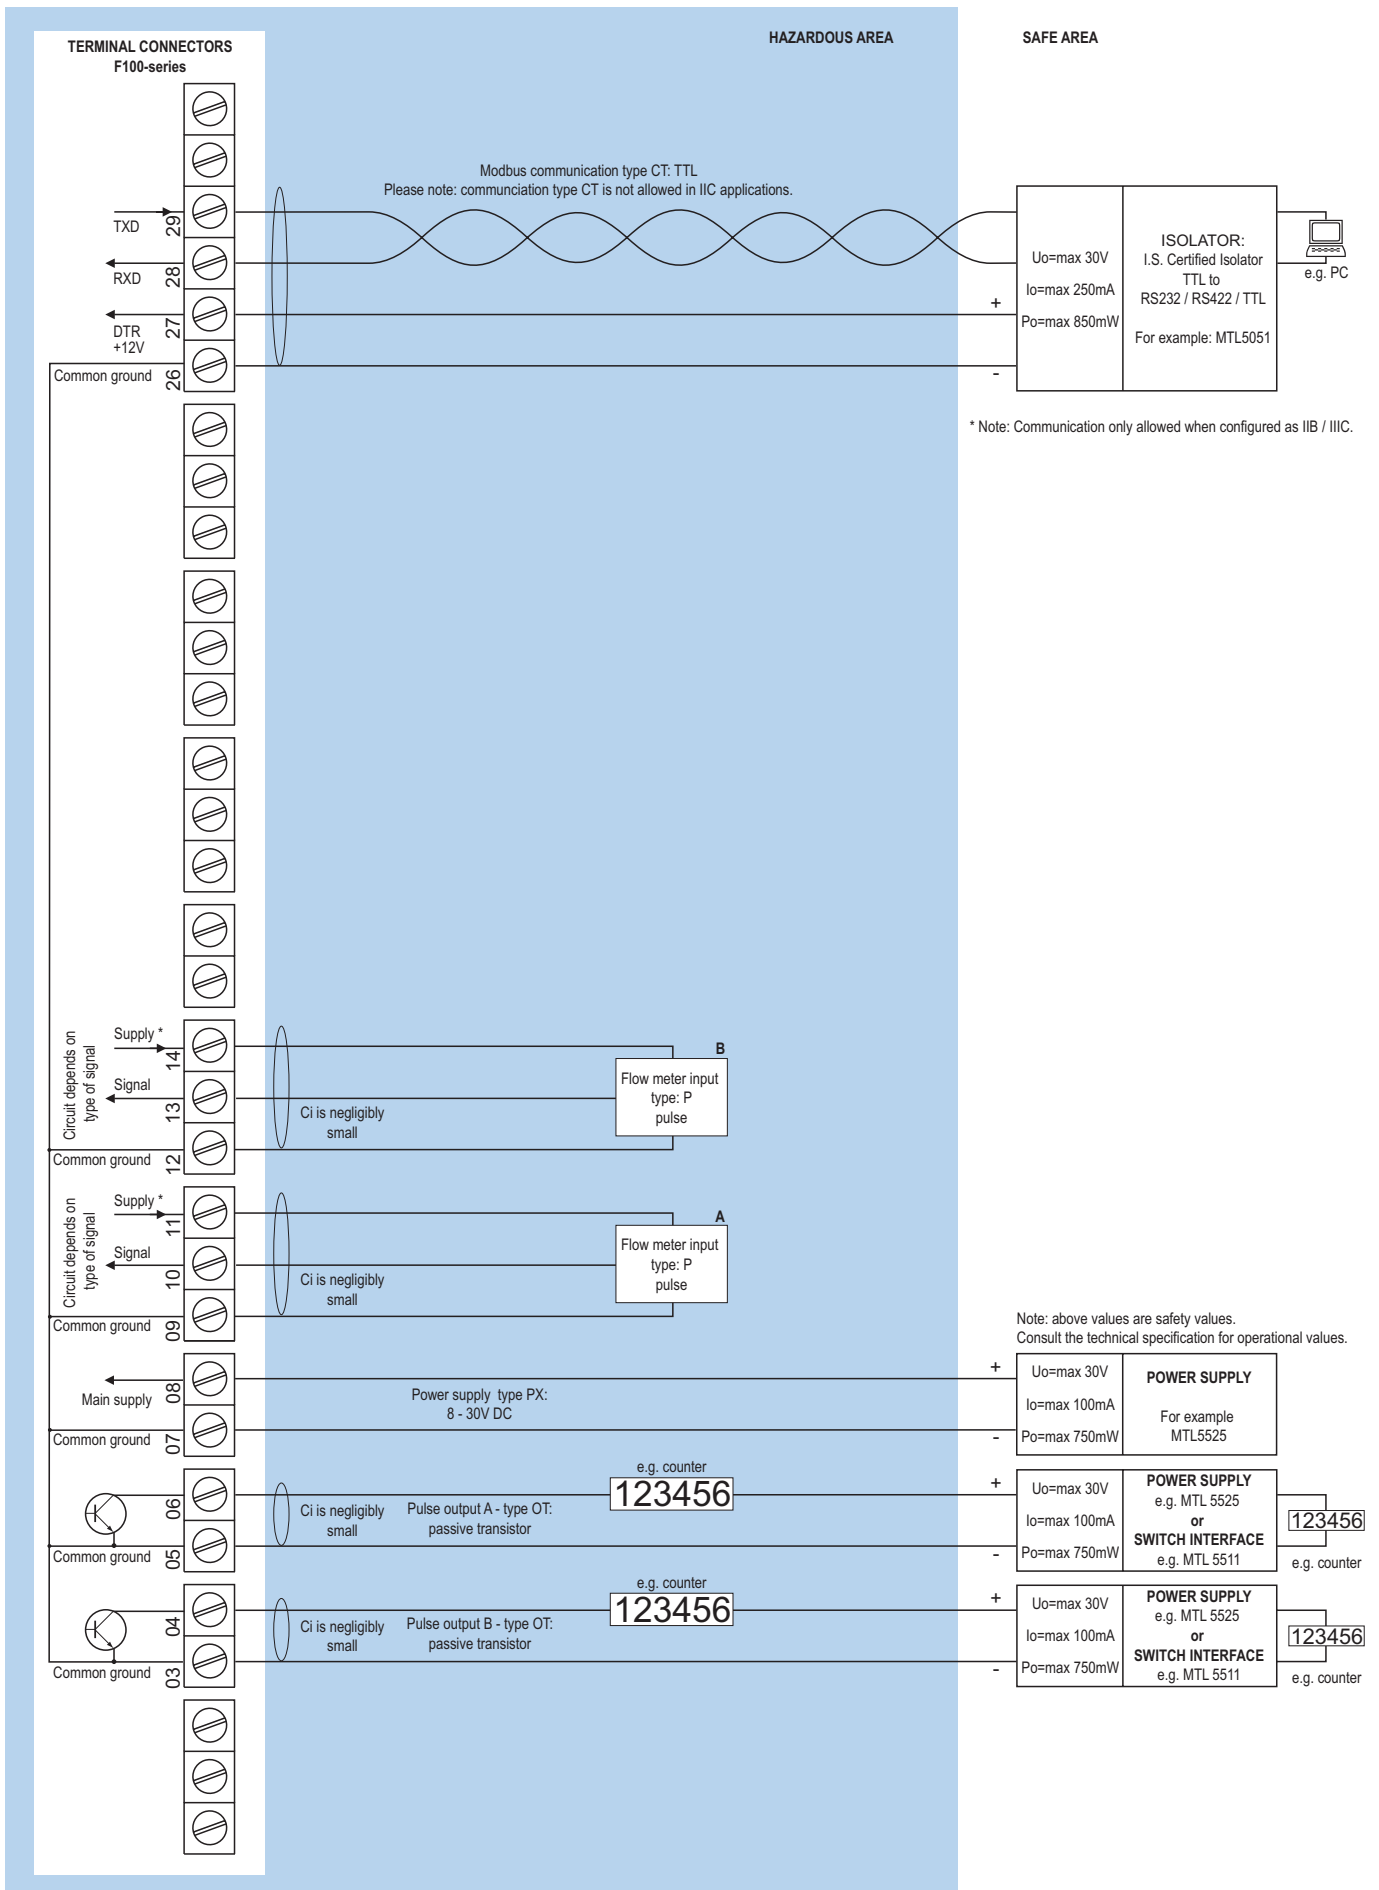 HAZARDOUS AREA
SAFE AREA
TERMINAL CONNECTORS
F100-series
Modbus communication type CT: TTL
Please note: communciation type CT is not allowed in IIC applications.
TXD
29
RXD
28
DTR
+12V
27
Common ground
26
+
-
Uo=max 30V
Io=max 250mA
Po=max 850mW
ISOLATOR:
I.S. Certified Isolator
TTL to
RS232 / RS422 / TTL
For example: MTL5051
e.g. PC
* Note: Communication only allowed when configured as IIB / IIIC.
Circuit depends on
type of signal
Supply *
14
Signal
13
Common ground
12
Ci is negligibly
small
B
Flow meter input
type: P
pulse
Circuit depends on
type of signal
Supply *
11
Signal
10
Common ground
09
Ci is negligibly
small
A
Flow meter input
type: P
pulse
Note: above values are safety values.
Consult the technical specification for operational values.
Main supply
08
Common ground
07
Power supply type PX:
8 - 30V DC
+
-
Uo=max 30V
Io=max 100mA
Po=max 750mW
POWER SUPPLY
For example
MTL5525
06
Common ground
05
Ci is negligibly
small
Pulse output A - type OT:
passive transistor
e.g. counter
123456
+
-
Uo=max 30V
Io=max 100mA
Po=max 750mW
POWER SUPPLY
e.g. MTL 5525
or
SWITCH INTERFACE
e.g. MTL 5511
123456
e.g. counter
04
Common ground
03
Ci is negligibly
small
Pulse output B - type OT:
passive transistor
e.g. counter
123456
+
-
Uo=max 30V
Io=max 100mA
Po=max 750mW
POWER SUPPLY
e.g. MTL 5525
or
SWITCH INTERFACE
e.g. MTL 5511
123456
e.g. counter